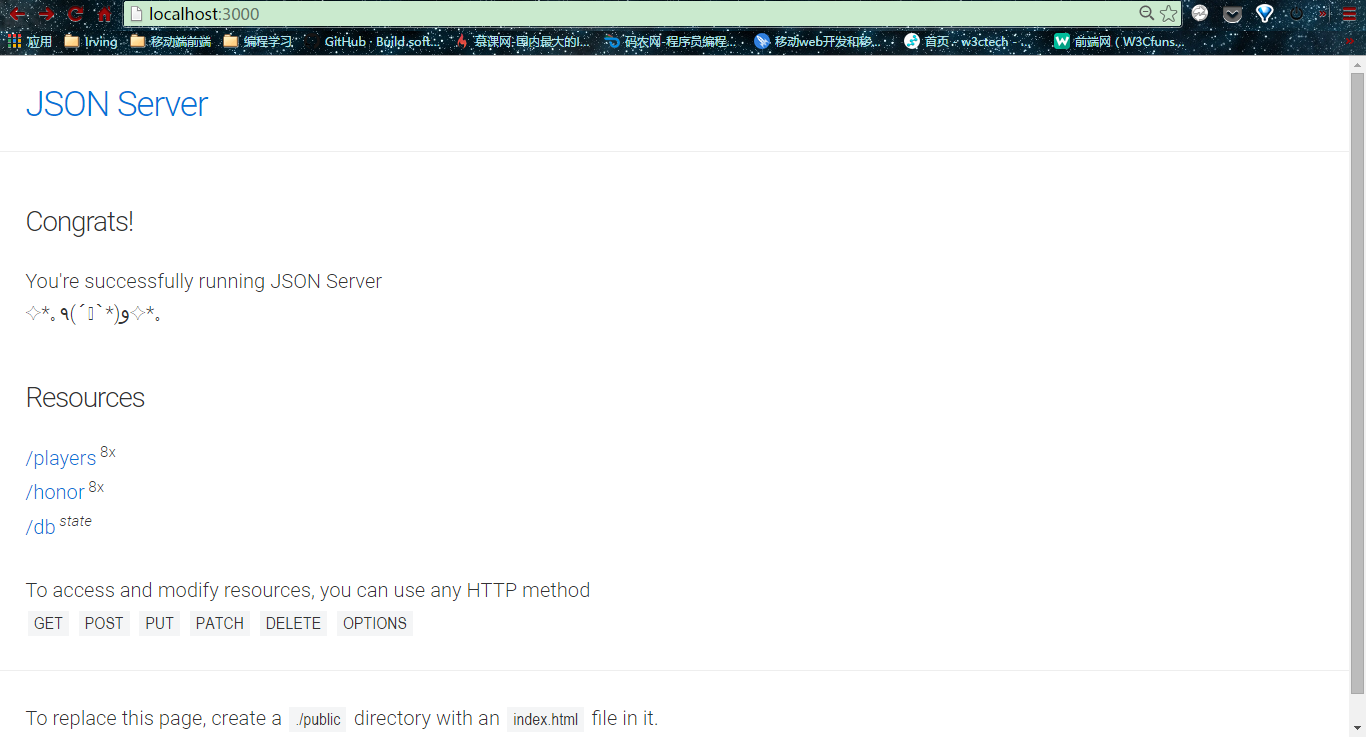 localhost:3000
应用 Irving 移动端前端 编程学习 GitHub · Build soft... 慕课网-国内最大的I... 码农网-程序员编程... 移动web开发和移... 首页 - w3ctech - ... 前端网（W3Cfuns...
JSON Server
Congrats!
You're successfully running JSON Server
✧*｡٩(ˊ▯ˋ*)و✧*｡
Resources
/players 8x
/honor 8x
/db state
To access and modify resources, you can use any HTTP method
GET POST PUT PATCH DELETE OPTIONS
To replace this page, create a ./public directory with an index.html file in it.